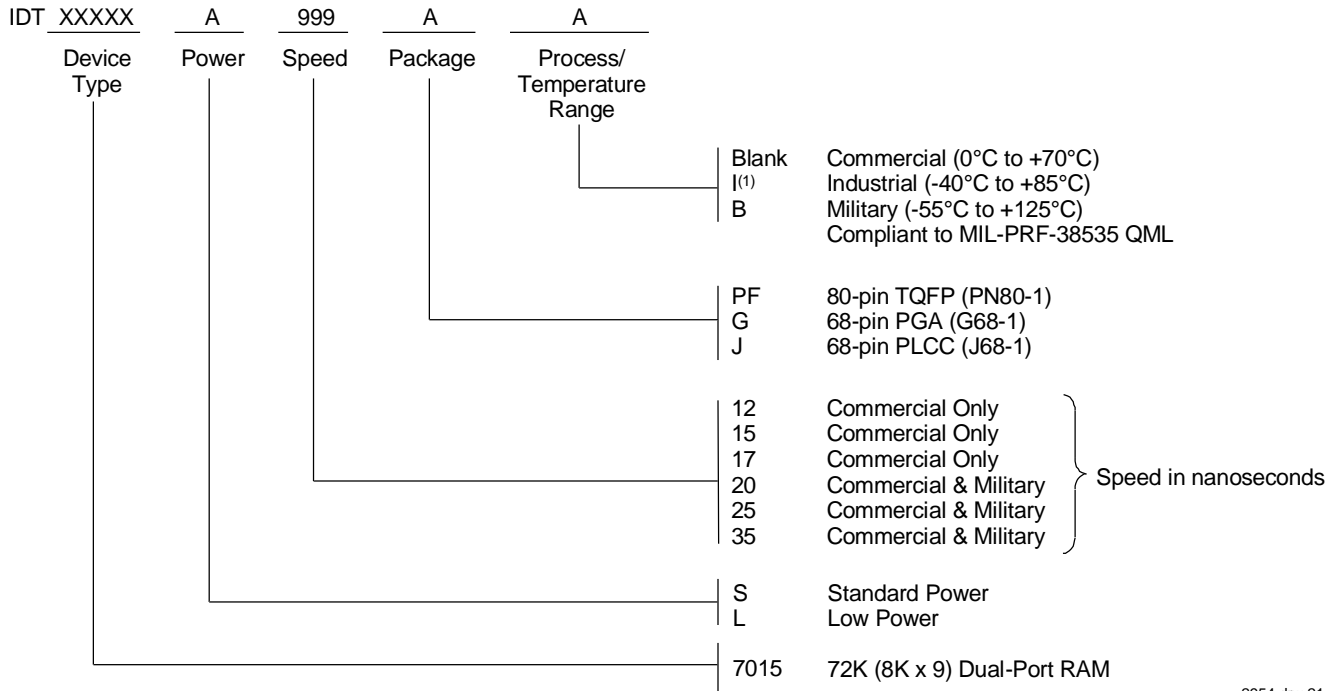 IDT XXXXX A 999 A A
Device Type Power Speed Package Process/ Temperature Range
Blank Commercial (0°C to +70°C)
I(1) Industrial (-40°C to +85°C)
B Military (-55°C to +125°C)
Compliant to MIL-PRF-38535 QML
PF 80-pin TQFP (PN80-1)
G 68-pin PGA (G68-1)
J 68-pin PLCC (J68-1)
12 Commercial Only
15 Commercial Only
17 Commercial Only
20 Commercial & Military
25 Commercial & Military
35 Commercial & Military
Speed in nanoseconds
S Standard Power
L Low Power
7015 72K (8K x 9) Dual-Port RAM